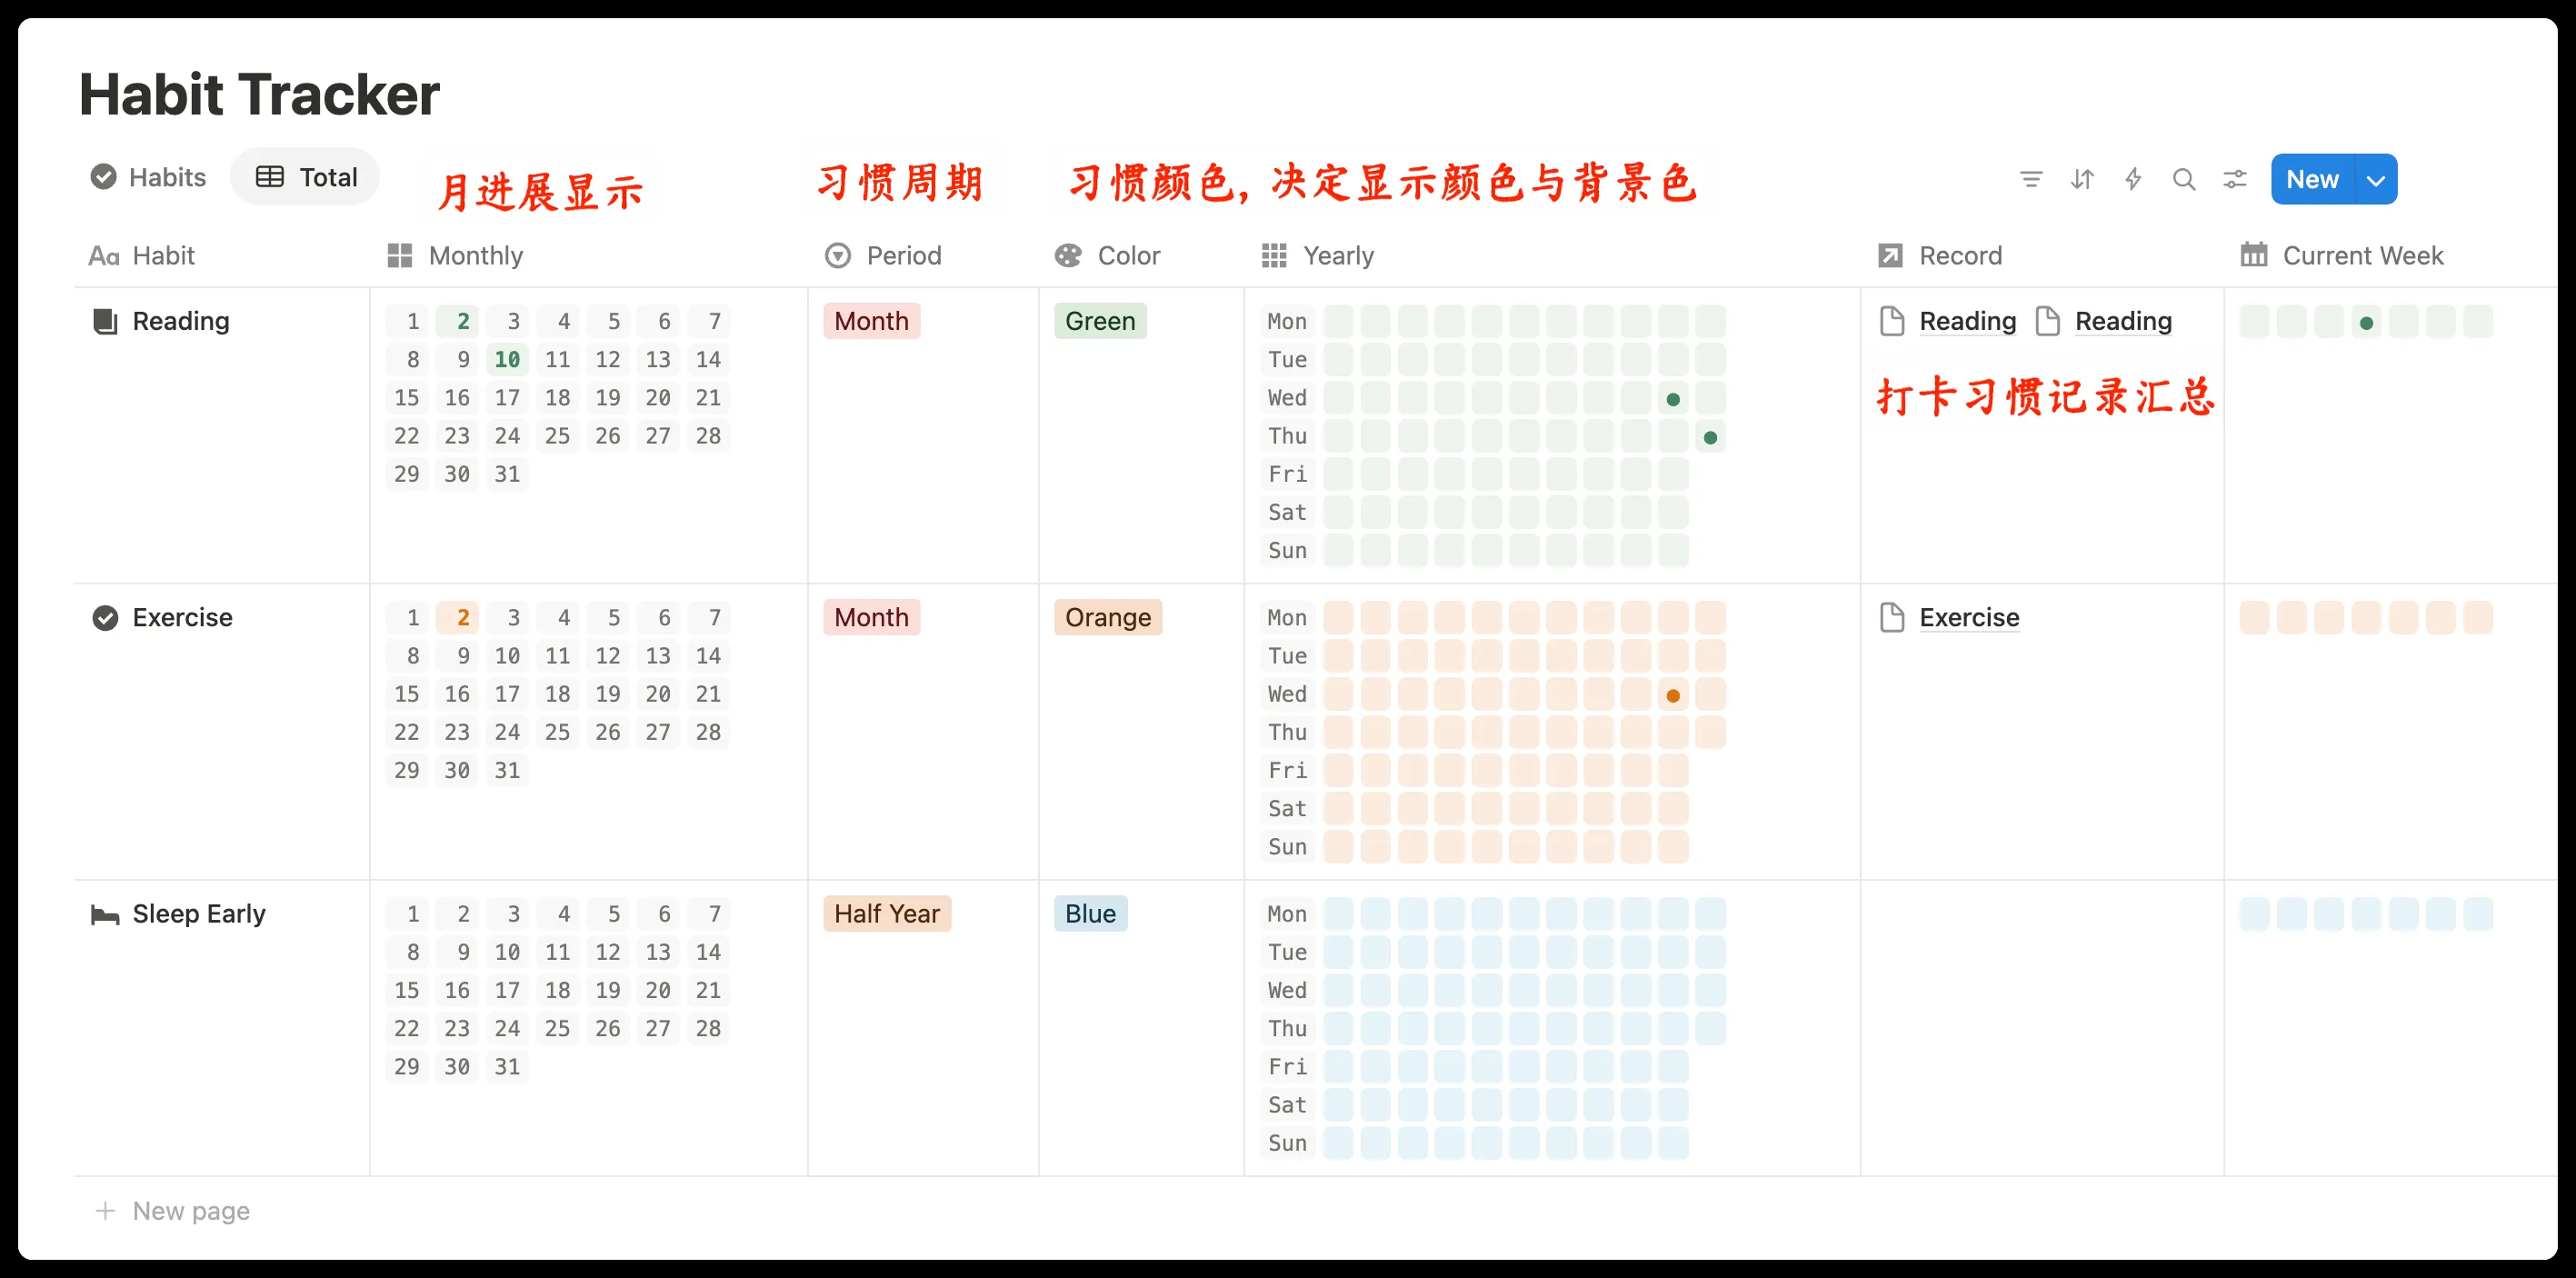 Habit Tracker
Habits Total 月进展显示 习惯周期 习惯颜色, 决定显示颜色与背景色 New
Aa Habit Monthly Period Color Yearly Record Current Week
Reading 1 2 3 4 5 6 7 Month Green Mon Reading Reading
8 9 10 11 12 13 14 Tue
15 16 17 18 19 20 21 Wed 打卡习惯记录汇总
22 23 24 25 26 27 28 Thu
29 30 31 Fri
Sat
Sun
Exercise 1 2 3 4 5 6 7 Month Orange Mon Exercise
8 9 10 11 12 13 14 Tue
15 16 17 18 19 20 21 Wed
22 23 24 25 26 27 28 Thu
29 30 31 Fri
Sat
Sun
Sleep Early 1 2 3 4 5 6 7 Half Year Blue Mon
8 9 10 11 12 13 14 Tue
15 16 17 18 19 20 21 Wed
22 23 24 25 26 27 28 Thu
29 30 31 Fri
Sat
Sun
New page